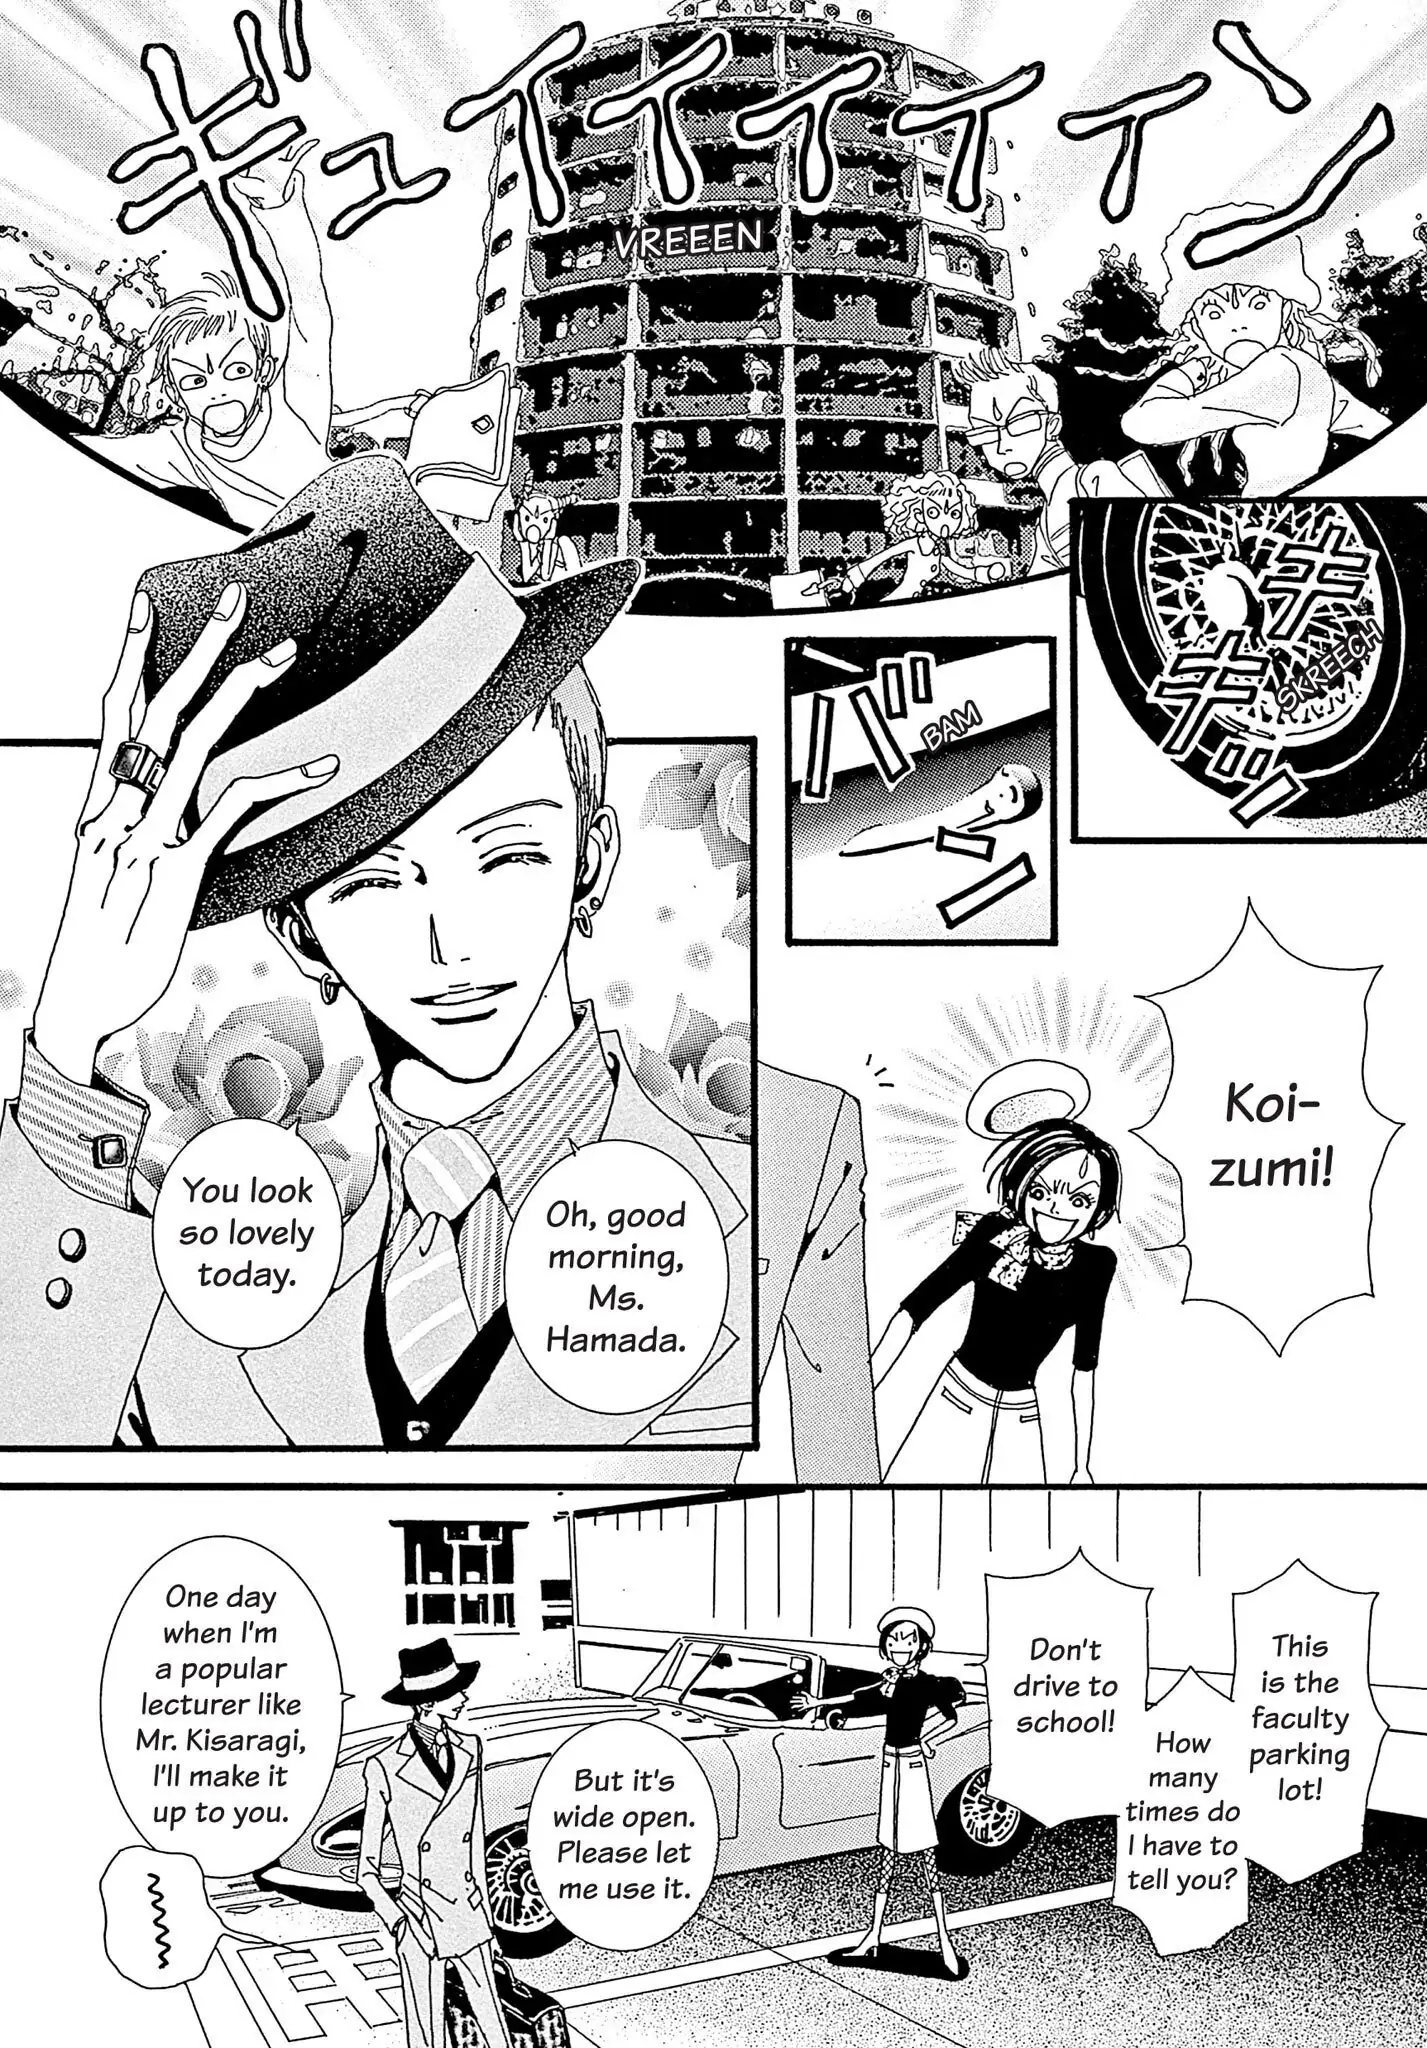 ギュイイイイイン
VREEEN
キキッ
SKREECH
バンッ
BAM
Koi-
zumi!
Oh, good
morning,
Ms.
Hamada.
You look
so lovely
today.
This
is the
faculty
parking
lot!
How
many
times do
I have to
tell you?
Don't
drive to
school!
But it's
wide open.
Please let
me use it.
One day
when I'm
a popular
lecturer like
Mr. Kisaragi,
I'll make it
up to you.